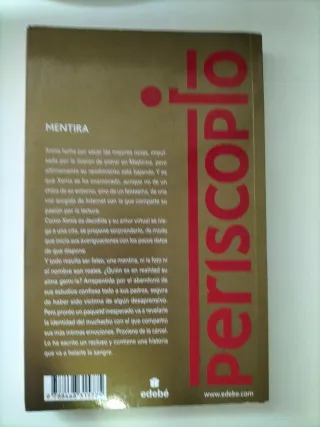 MENTIRA
Xenia lucha por sacar las mejores notas, empu-
jada por la ilusión de entrar en Medicina, pero
últimamente su rendimiento está bajando. Y es
que Xenia se ha enamorado, aunque no de un
chico de su entorno, sino de un fantasma, de una
voz surgida de Internet con la que comparte su
pasión por la lectura.
Como Xenia es decidida y su amor virtual se nie-
ga a una cita, se propone sorprenderlo, de modo
que inicia sus averiguaciones con los pocos datos
de que dispone.
Y todo resulta ser falso, una mentira, ni la foto ni
el nombre son reales. ¿Quién es en realidad su
alma gemela? Arrepentida por el abandono de
sus estudios confiesa todo a sus padres, segura
de haber sido víctima de algún desaprensivo.
Pero pronto un paquete inesperado va a revelarle
la identidad del muchacho con el que compartió
sus más íntimas emociones. Proviene de la cárcel.
Lo ha escrito un recluso y contiene una historia
que va a helarle la sangre.
periscopio
edebé
www.edebe.com